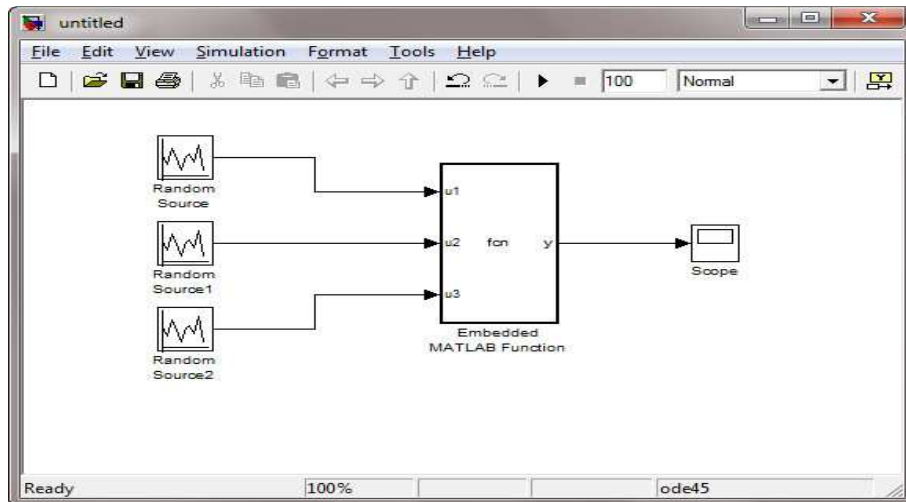 untitled
File Edit View Simulation Format Tools Help
100 Normal
Random
Source
u1
Random
Source1
u2 fcn y
Scope
u3
Random
Source2
Embedded
MATLAB Function
Ready 100% ode45